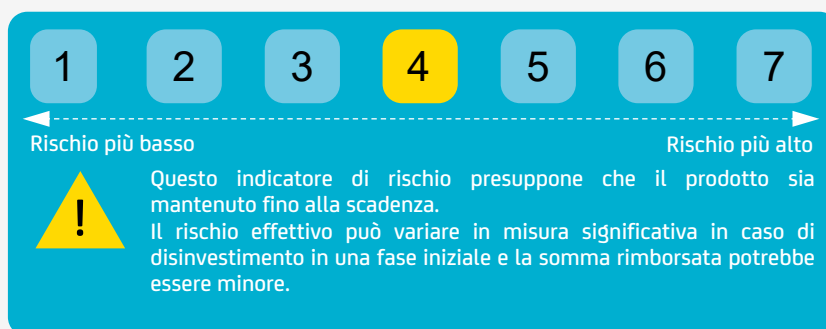 1 2 3 4 5 6 7
Rischio più basso Rischio più alto
! Questo indicatore di rischio presuppone che il prodotto sia
mantenuto fino alla scadenza.
Il rischio effettivo può variare in misura significativa in caso di
disinvestimento in una fase iniziale e la somma rimborsata potrebbe
essere minore.